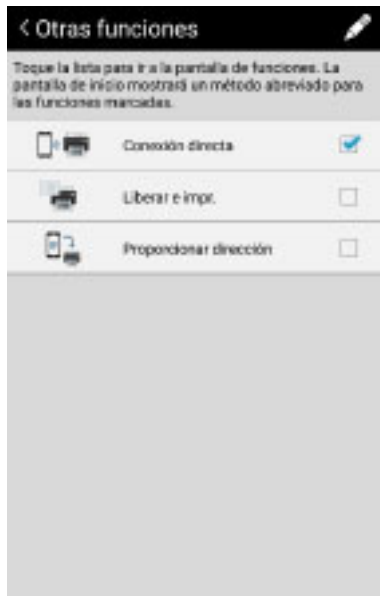 Otras funciones
Toque la lista para ir a la pantalla de funciones. La
pantalla de inicio mostrará un método abreviado para
las funciones marcadas.
Conexión directa
Liberar e impr.
Proporcionar dirección